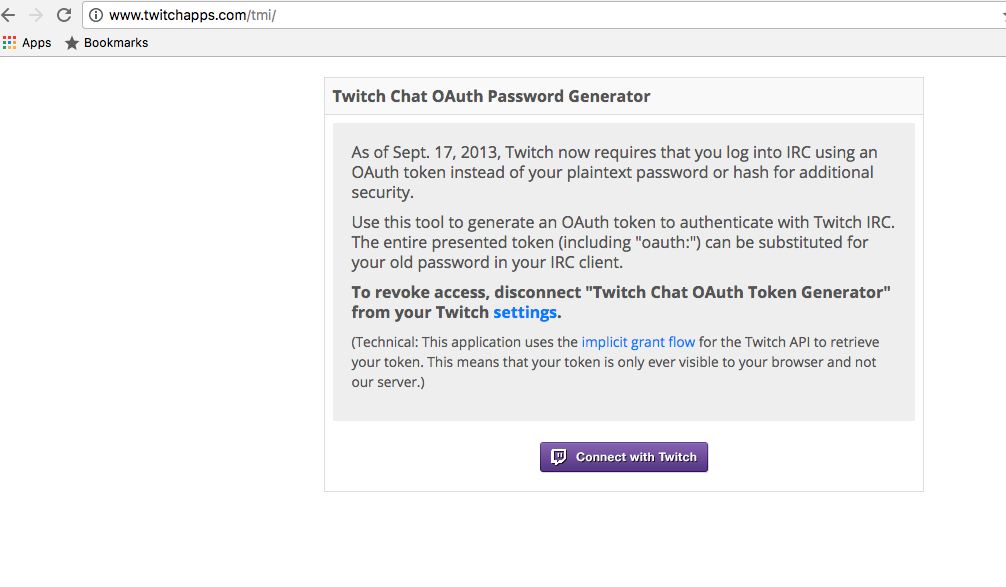 www.twitchapps.com/tmi/
Apps Bookmarks
Twitch Chat OAuth Password Generator
As of Sept. 17, 2013, Twitch now requires that you log into IRC using an
OAuth token instead of your plaintext password or hash for additional
security.
Use this tool to generate an OAuth token to authenticate with Twitch IRC.
The entire presented token (including "oauth:") can be substituted for
your old password in your IRC client.
To revoke access, disconnect "Twitch Chat OAuth Token Generator"
from your Twitch settings.
(Technical: This application uses the implicit grant flow for the Twitch API to retrieve
your token. This means that your token is only ever visible to your browser and not
our server.)
Connect with Twitch